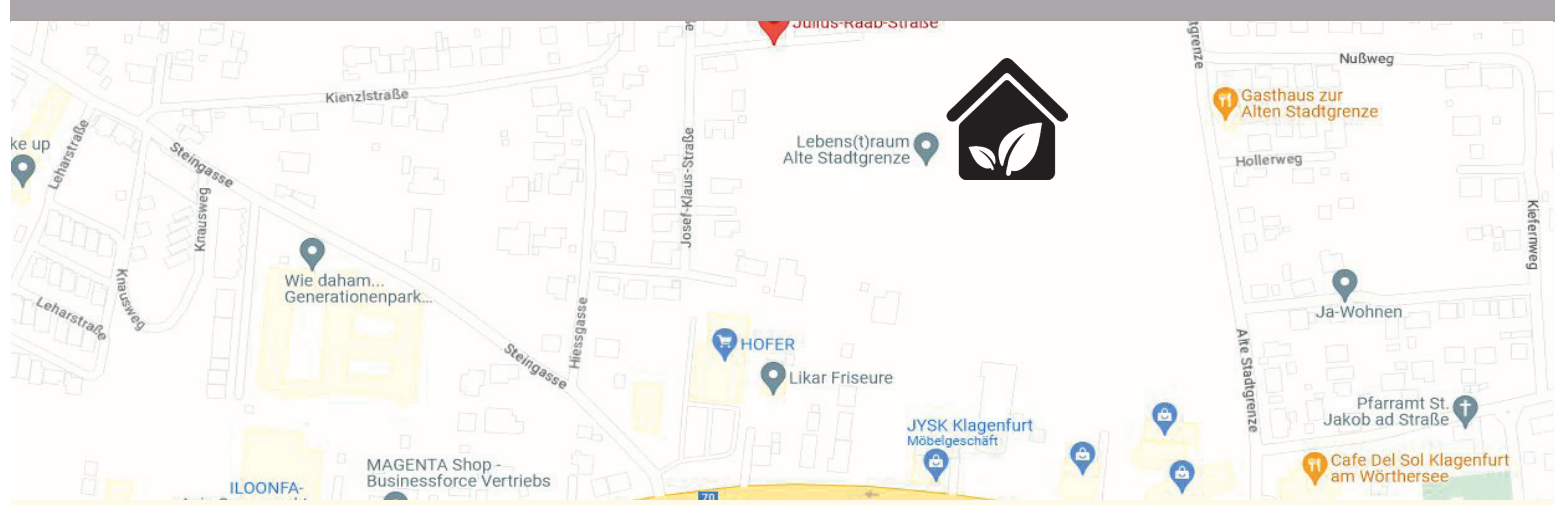 Julius-Raab-Straße
se
tgrenze
Nußweg
Kienzlstraße
Gasthaus zur
Alten Stadtgrenze
ke up
Leharstraße
Steingasse
Josef-Klaus-Straße
Lebens(t)raum
Alte Stadtgrenze
Hollerweg
Knausweg
Kiefernweg
Wie daham...
Generationenpark...
Knausweg
Leharstraße
Hiessgasse
Ja-Wohnen
Steingasse
HOFER
Alte Stadtgrenze
Likar Friseure
Pfarramt St.
Jakob ad Straße
JYSK Klagenfurt
Möbelgeschäft
MAGENTA Shop -
Businessforce Vertriebs
Cafe Del Sol Klagenfurt
am Wörthersee
ILOONFA-
70